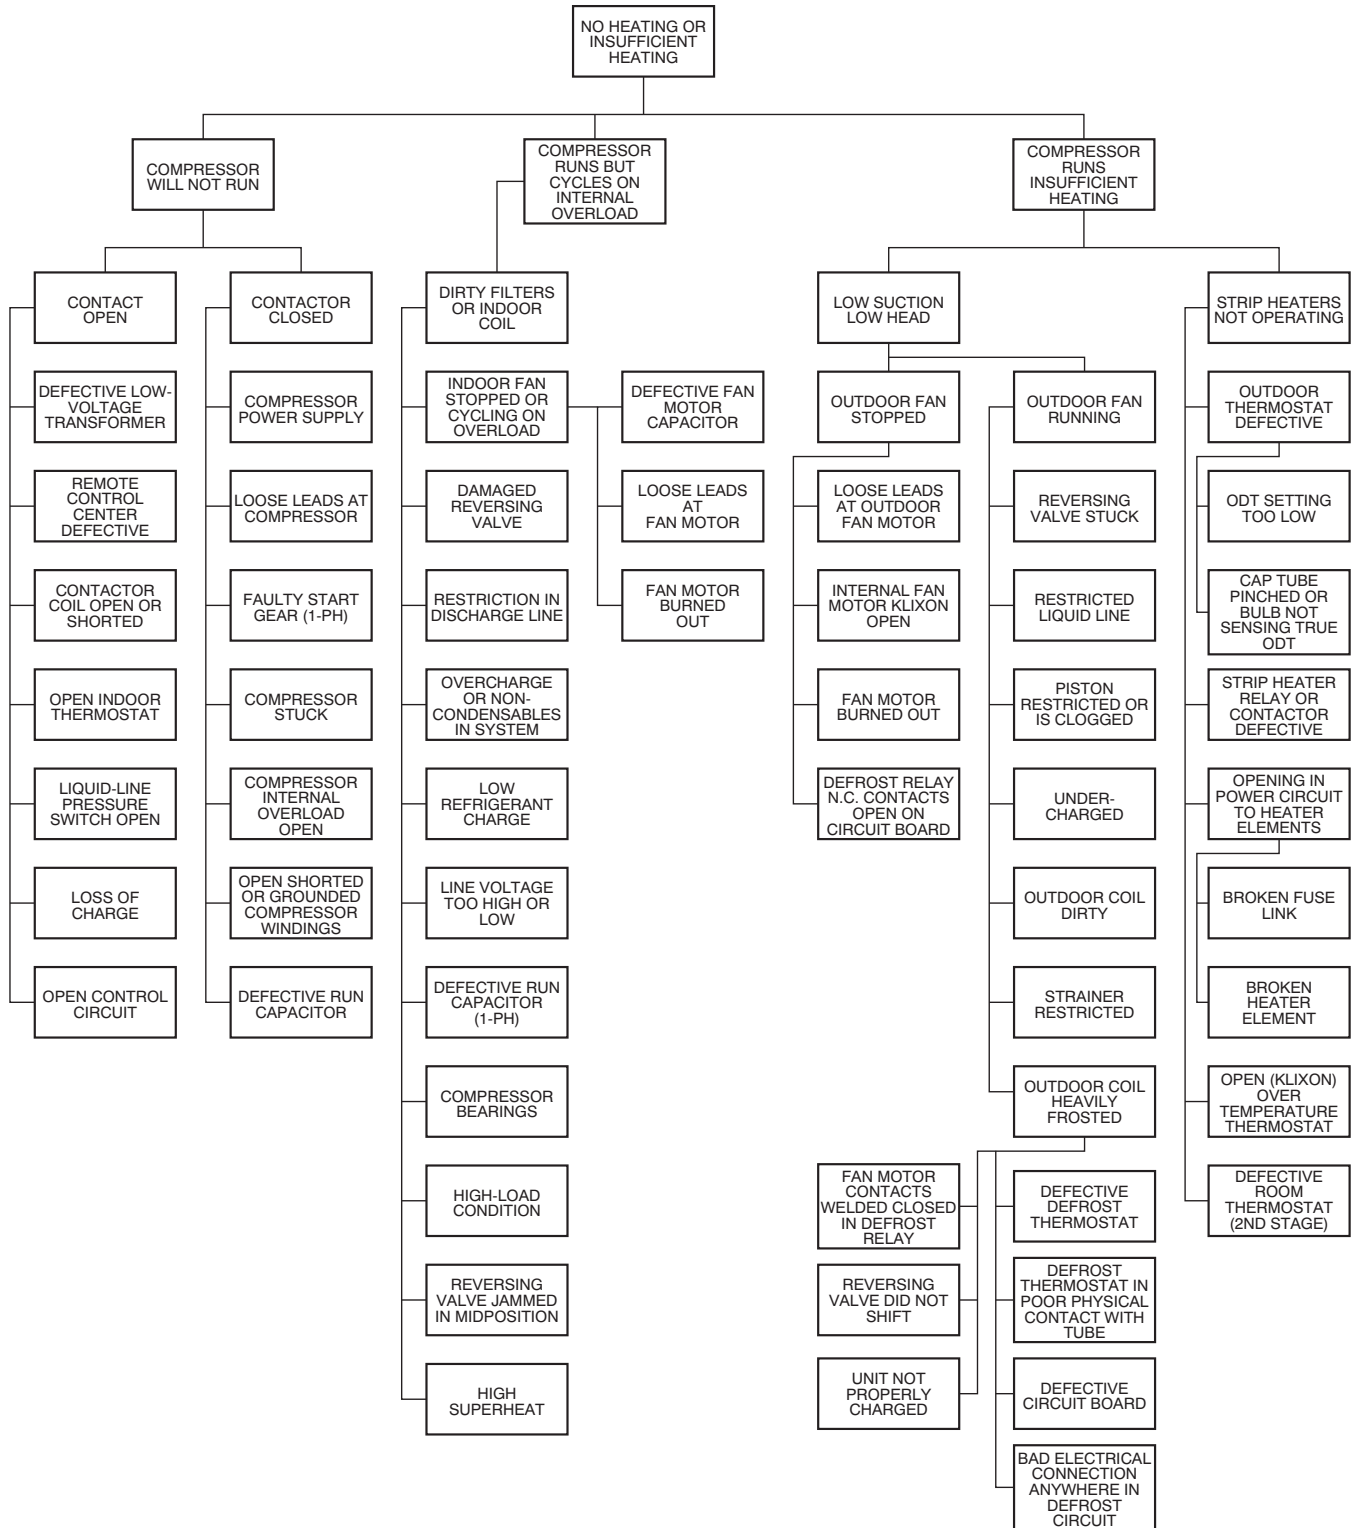 NO HEATING OR
INSUFFICIENT
HEATING
COMPRESSOR
WILL NOT RUN
COMPRESSOR
RUNS BUT
CYCLES ON
INTERNAL
OVERLOAD
COMPRESSOR
RUNS
INSUFFICIENT
HEATING
CONTACT
OPEN
DEFECTIVE LOW-
VOLTAGE
TRANSFORMER
REMOTE
CONTROL
CENTER
DEFECTIVE
CONTACTOR
COIL OPEN OR
SHORTED
OPEN INDOOR
THERMOSTAT
LIQUID-LINE
PRESSURE
SWITCH OPEN
LOSS OF
CHARGE
OPEN CONTROL
CIRCUIT
CONTACTOR
CLOSED
COMPRESSOR
POWER SUPPLY
LOOSE LEADS AT
COMPRESSOR
FAULTY START
GEAR (1-PH)
COMPRESSOR
STUCK
COMPRESSOR
INTERNAL
OVERLOAD
OPEN
OPEN SHORTED
OR GROUNDED
COMPRESSOR
WINDINGS
DEFECTIVE RUN
CAPACITOR
DIRTY FILTERS
OR INDOOR
COIL
INDOOR FAN
STOPPED OR
CYCLING ON
OVERLOAD
DAMAGED
REVERSING
VALVE
RESTRICTION IN
DISCHARGE LINE
OVERCHARGE
OR NON-
CONDENSABLES
IN SYSTEM
LOW
REFRIGERANT
CHARGE
LINE VOLTAGE
TOO HIGH OR
LOW
DEFECTIVE RUN
CAPACITOR
(1-PH)
COMPRESSOR
BEARINGS
HIGH-LOAD
CONDITION
REVERSING
VALVE JAMMED
IN MIDPOSITION
HIGH
SUPERHEAT
DEFECTIVE FAN
MOTOR
CAPACITOR
LOOSE LEADS
AT
FAN MOTOR
FAN MOTOR
BURNED
OUT
LOW SUCTION
LOW HEAD
OUTDOOR FAN
STOPPED
LOOSE LEADS
AT OUTDOOR
FAN MOTOR
INTERNAL FAN
MOTOR KLIXON
OPEN
FAN MOTOR
BURNED OUT
DEFROST RELAY
N.C. CONTACTS
OPEN ON
CIRCUIT BOARD
OUTDOOR FAN
RUNNING
REVERSING
VALVE STUCK
RESTRICTED
LIQUID LINE
PISTON
RESTRICTED OR
IS CLOGGED
UNDER-
CHARGED
OUTDOOR COIL
DIRTY
STRAINER
RESTRICTED
OUTDOOR COIL
HEAVILY
FROSTED
FAN MOTOR
CONTACTS
WELDED CLOSED
IN DEFROST
RELAY
REVERSING
VALVE DID NOT
SHIFT
UNIT NOT
PROPERLY
CHARGED
DEFECTIVE
DEFROST
THERMOSTAT
DEFROST
THERMOSTAT IN
POOR PHYSICAL
CONTACT WITH
TUBE
DEFECTIVE
CIRCUIT BOARD
BAD ELECTRICAL
CONNECTION
ANYWHERE IN
DEFROST
CIRCUIT
STRIP HEATERS
NOT OPERATING
OUTDOOR
THERMOSTAT
DEFECTIVE
ODT SETTING
TOO LOW
CAP TUBE
PINCHED OR
BULB NOT
SENSING TRUE
ODT
STRIP HEATER
RELAY OR
CONTACTOR
DEFECTIVE
OPENING IN
POWER CIRCUIT
TO HEATER
ELEMENTS
BROKEN FUSE
LINK
BROKEN
HEATER
ELEMENT
OPEN (KLIXON)
OVER
TEMPERATURE
THERMOSTAT
DEFECTIVE
ROOM
THERMOSTAT
(2ND STAGE)